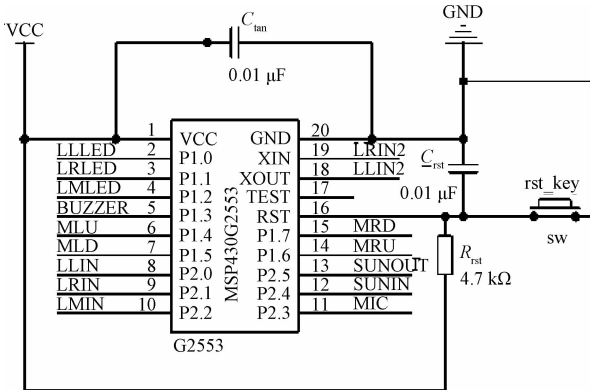 VCC
GND
Ctan
0.01 μF
1 VCC GND 20
LLLED 2 P1.0 XIN 19 LRIN2
LRLED 3 P1.1 XOUT 18 LLIN2
LMLED 4 P1.2 TEST 17
BUZZER 5 P1.3 RST 16
MLU 6 P1.4 P1.7 15 MRD
MLD 7 P1.5 P1.6 14 MRU
LLIN 8 P2.0 P2.5 13 SUNOUT
LRIN 9 P2.1 P2.4 12 SUNIN
LMIN 10 P2.2 P2.3 11 MIC
MSP430G2553
G2553
Crst
0.01 μF
rst_key
sw
Rrst
4.7 kΩ